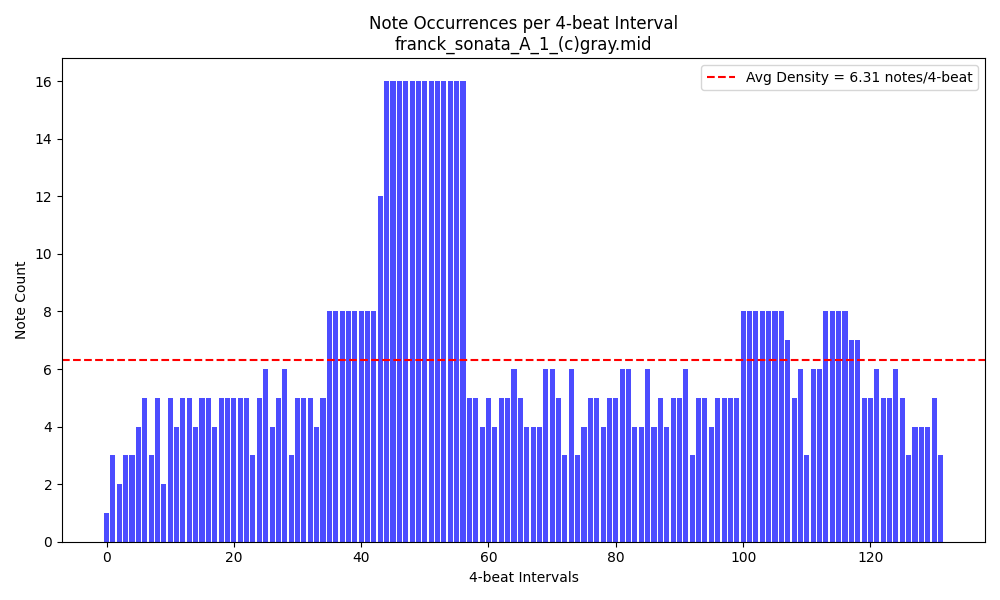 Note Occurrences per 4-beat Interval
franck_sonata_A_1_(c)gray.mid
Avg Density = 6.31 notes/4-beat
Note Count
16
14
12
10
8
6
4
2
0
0 20 40 60 80 100 120
4-beat Intervals